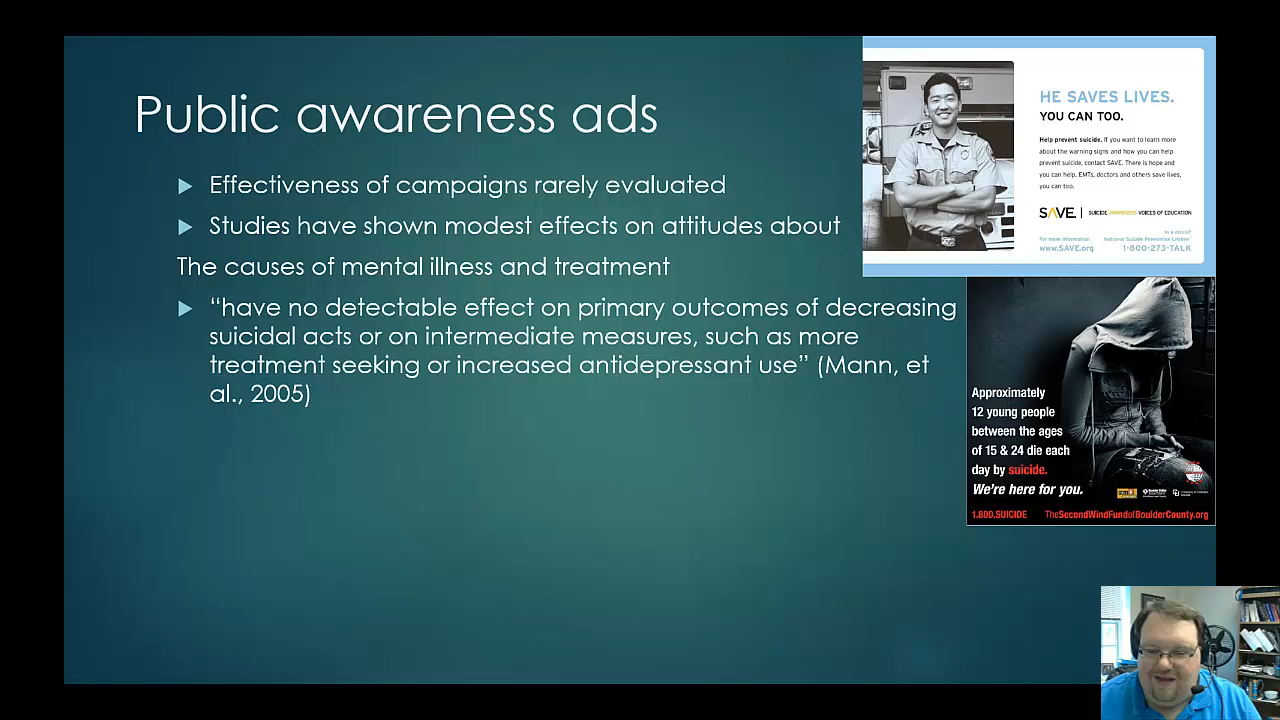 Public awareness ads
Effectiveness of campaigns rarely evaluated
Studies have shown modest effects on attitudes about
The causes of mental illness and treatment
“have no detectable effect on primary outcomes of decreasing
suicidal acts or on intermediate measures, such as more
treatment seeking or increased antidepressant use” (Mann, et
al., 2005)
HE SAVES LIVES.
YOU CAN TOO.
Help prevent suicide. If you want to learn more
about the warning signs and how you can help
prevent suicide, contact SAVE. There is hope and
you can help. EMTs, doctors and others save lives,
you can too.
SAVE. | SUICIDE AWARENESS VOICES OF EDUCATION
For more information
www.SAVE.org
In a crisis?
National Suicide Prevention Lifeline
1-800-273-TALK
Approximately
12 young people
between the ages
of 15 & 24 die each
day by suicide.
We're here for you.
1.800.SUICIDE TheSecondWindFundofBoulderCounty.org